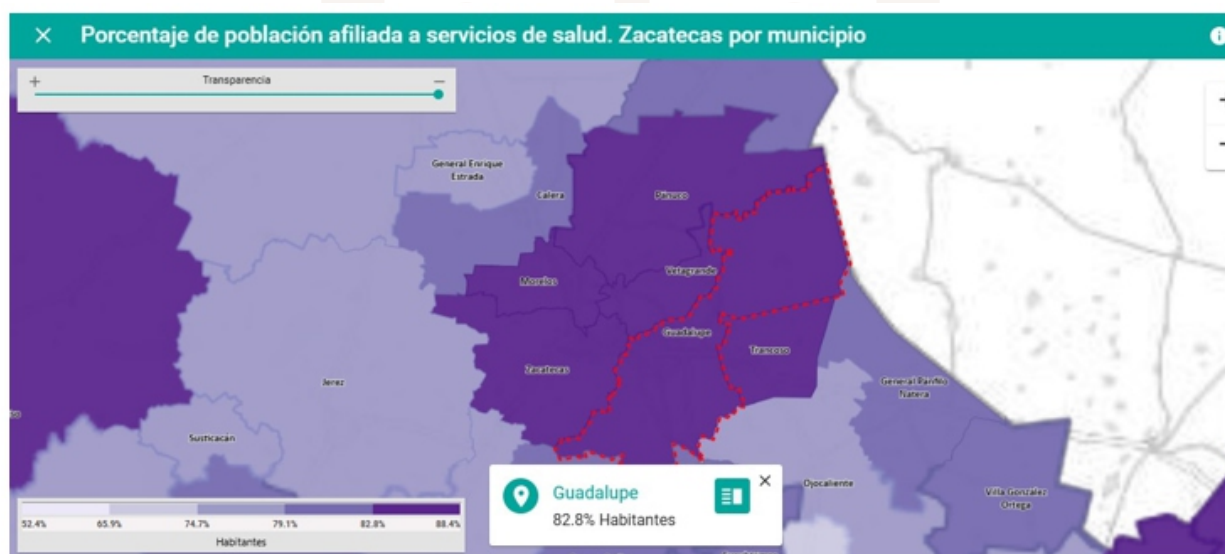 Porcentaje de población afiliada a servicios de salud. Zacatecas por municipio
+ Transparencia −
General Enrique
Estrada
Calera
Pánuco
Morelos
Vetagrande
Guadalupe
Trancoso
Zacatecas
Jerez
General Pánfilo
Natera
Susticacán
Ojocaliente
Villa González
Ortega
Guadalupe
82.8% Habitantes
52.4% 65.9% 74.7% 79.1% 82.8% 88.4%
Habitantes